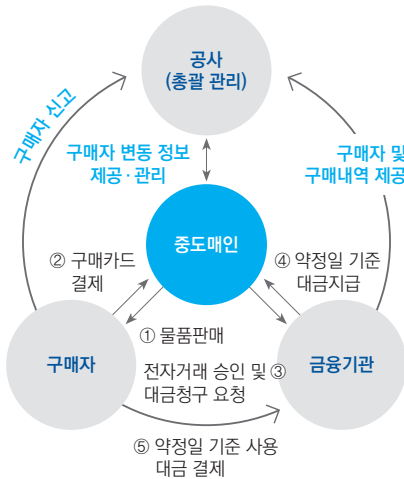 공사
(총괄 관리)
구매자 신고
구매자 변동 정보
제공·관리
구매자 및
구매내역 제공
중도매인
② 구매카드
결제
④ 약정일 기준
대금지급
① 물품판매
구매자
전자거래 승인 및 ③
대금청구 요청
금융기관
⑤ 약정일 기준 사용
대금 결제